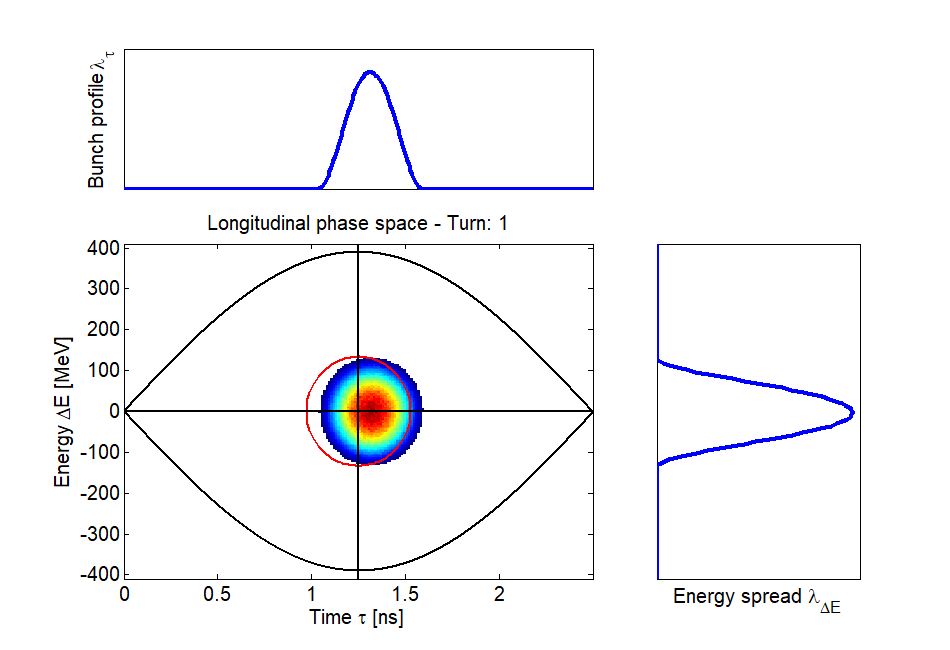 Bunch profile λτ
Longitudinal phase space - Turn: 1
Energy ΔE [MeV]
400
300
200
100
0
-100
-200
-300
-400
0
0.5
1
1.5
2
Time τ [ns]
Energy spread λΔE